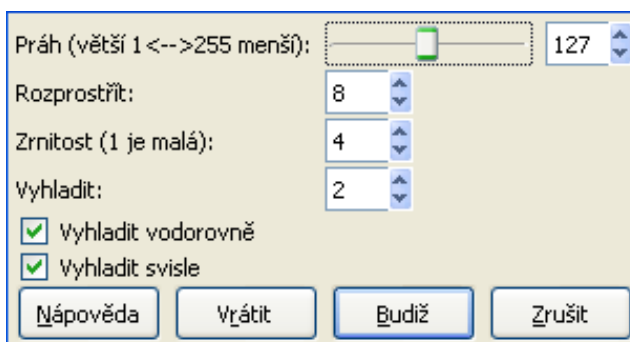 Práh (větší 1<-->255 menší): 127
Rozprostřít: 8
Zrnitost (1 je malá): 4
Vyhladit: 2
Vyhladit vodorovně
Vyhladit svisle
Nápověda Vrátit Budiž Zrušit